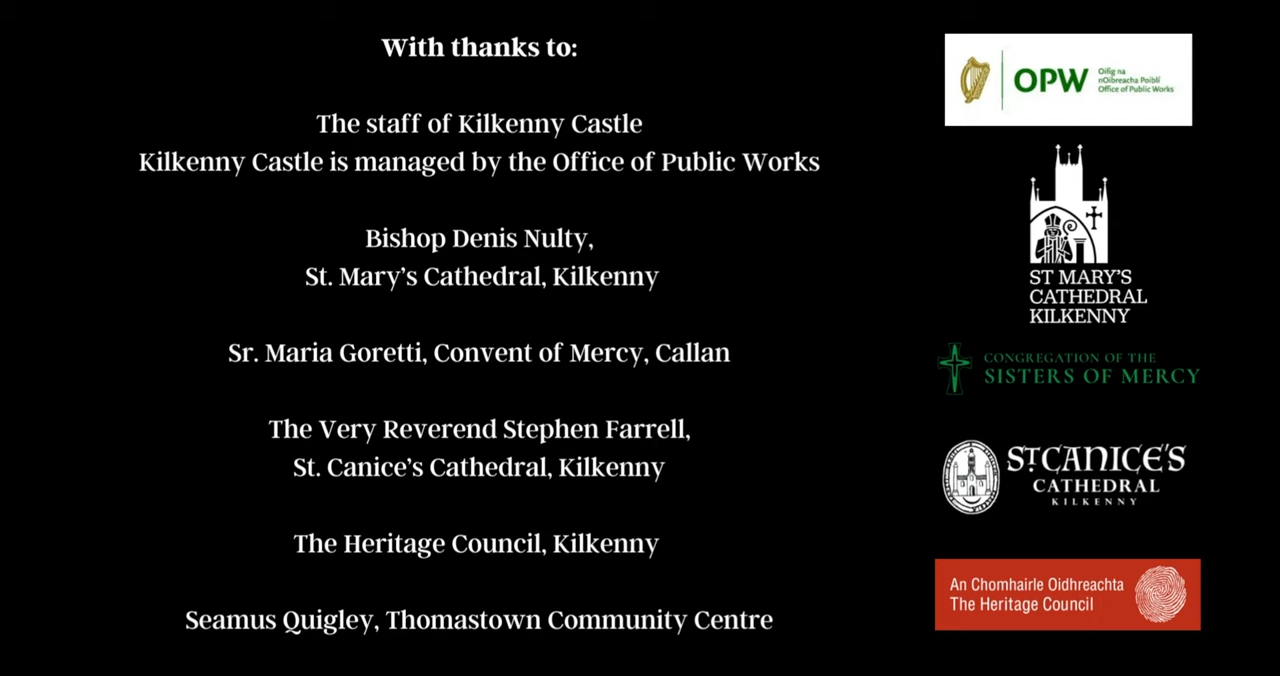 With thanks to:
The staff of Kilkenny Castle
Kilkenny Castle is managed by the Office of Public Works
Bishop Denis Nulty,
St. Mary's Cathedral, Kilkenny
Sr. Maria Goretti, Convent of Mercy, Callan
The Very Reverend Stephen Farrell,
St. Canice's Cathedral, Kilkenny
The Heritage Council, Kilkenny
Seamus Quigley, Thomastown Community Centre
OPW
Oifig na
nOibreacha Poiblí
Office of Public Works
ST MARY'S
CATHEDRAL
KILKENNY
CONGREGATION OF THE
SISTERS OF MERCY
ST. CANICE'S
CATHEDRAL
KILKENNY
An Chomhairle Oidhreachta
The Heritage Council